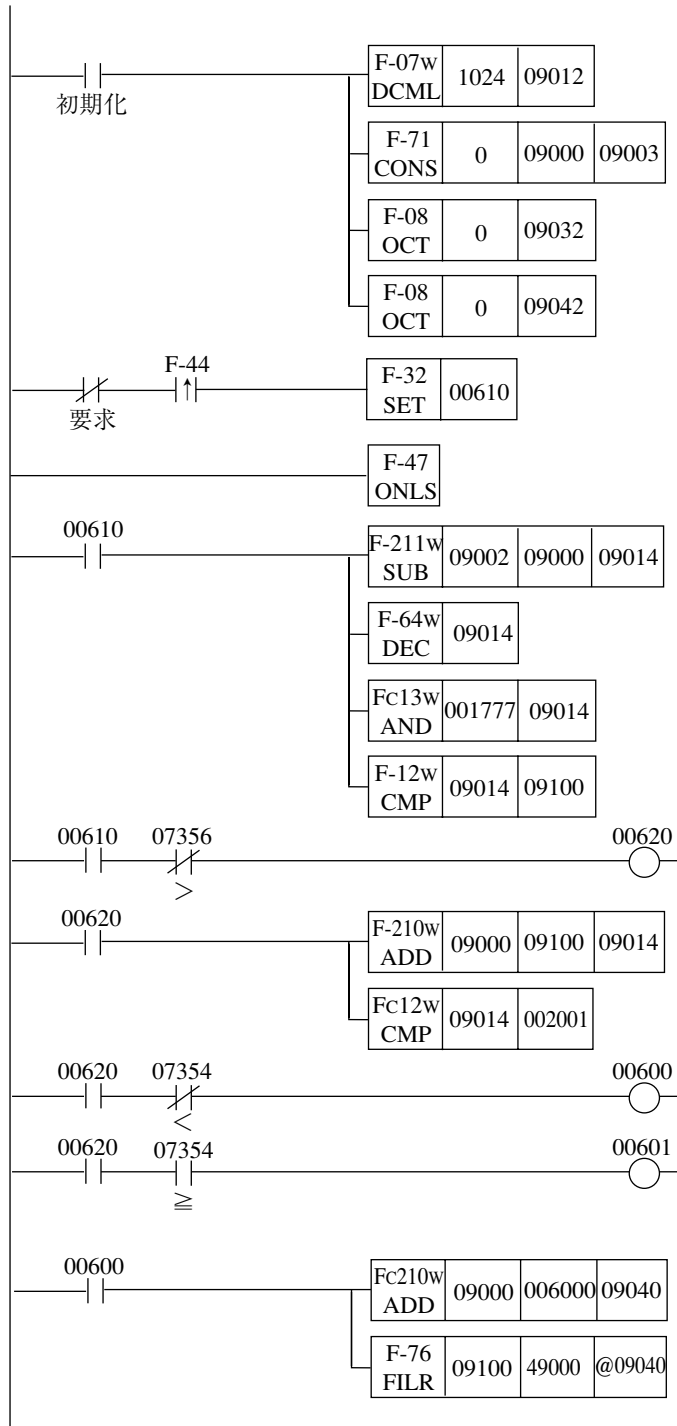 F-07w DCML 1024 09012
初期化
F-71 CONS 0 09000 09003
F-08 OCT 0 09032
F-08 OCT 0 09042
F-44
↑
要求
F-32 SET 00610
F-47 ONLS
00610
F-211w SUB 09002 09000 09014
F-64w DEC 09014
Fc13w AND 001777 09014
F-12w CMP 09014 09100
00610 07356 00620
>
00620
F-210w ADD 09000 09100 09014
Fc12w CMP 09014 002001
00620 07354 00600
<
00620 07354 00601
≧
00600
Fc210w ADD 09000 006000 09040
F-76 FILR 09100 49000 @09040